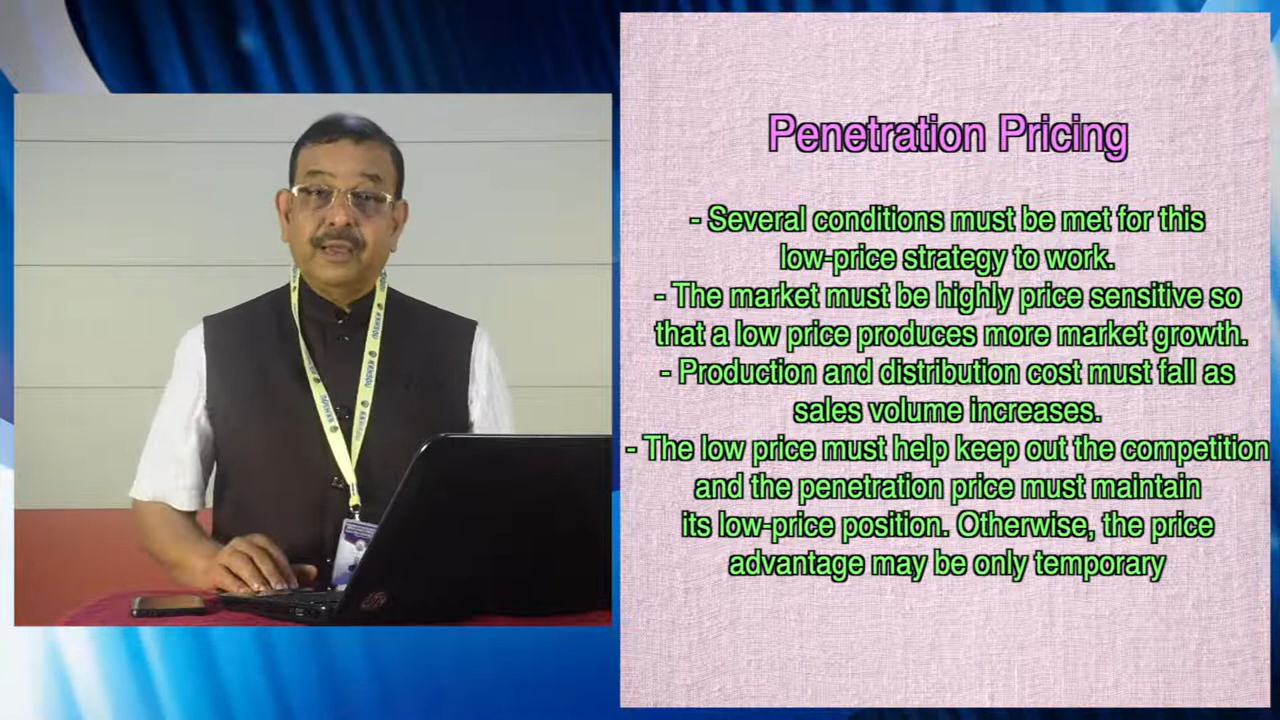 Penetration Pricing
- Several conditions must be met for this
low-price strategy to work.
- The market must be highly price sensitive so
that a low price produces more market growth.
- Production and distribution cost must fall as
sales volume increases.
- The low price must help keep out the competition
and the penetration price must maintain
its low-price position. Otherwise, the price
advantage may be only temporary